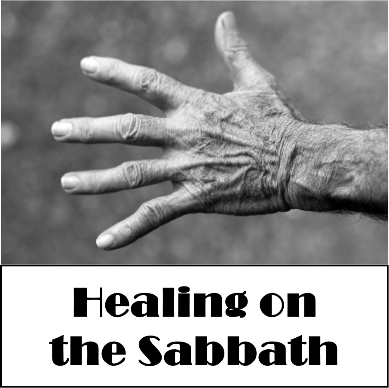 Healing on
the Sabbath